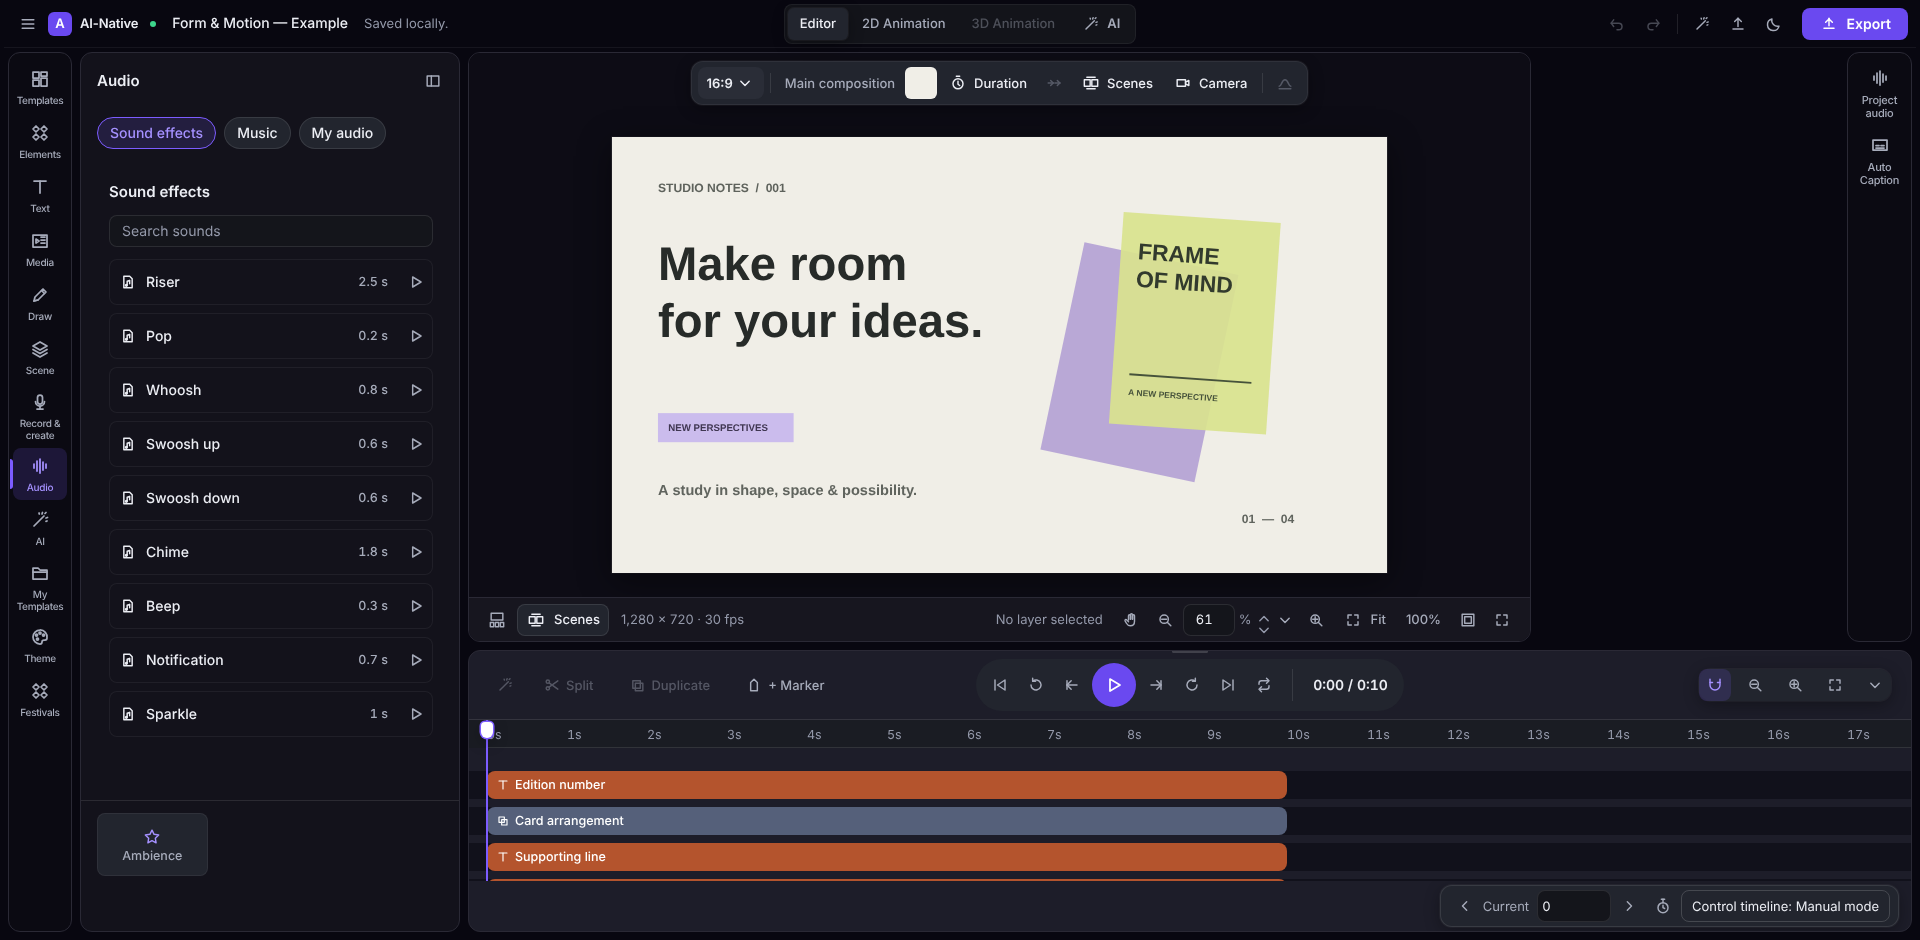 A AI-Native Form & Motion — Example Saved locally.
Editor 2D Animation 3D Animation AI
Export
Templates
Elements
Text
Media
Draw
Scene
Record &
create
Audio
AI
My
Templates
Theme
Festivals
Audio
Sound effects Music My audio
Sound effects
Search sounds
Riser 2.5 s
Pop 0.2 s
Whoosh 0.8 s
Swoosh up 0.6 s
Swoosh down 0.6 s
Chime 1.8 s
Beep 0.3 s
Notification 0.7 s
Sparkle 1 s
Ambience
16:9 Main composition Duration Scenes Camera
STUDIO NOTES / 001
Make room
for your ideas.
NEW PERSPECTIVES
A study in shape, space & possibility.
FRAME
OF MIND
A NEW PERSPECTIVE
01 — 04
Scenes 1,280 × 720 · 30 fps No layer selected 61 % Fit 100%
Project
audio
Auto
Caption
Split Duplicate + Marker 0:00 / 0:10
s 1s 2s 3s 4s 5s 6s 7s 8s 9s 10s 11s 12s 13s 14s 15s 16s 17s
Edition number
Card arrangement
Supporting line
Current 0 Control timeline: Manual mode